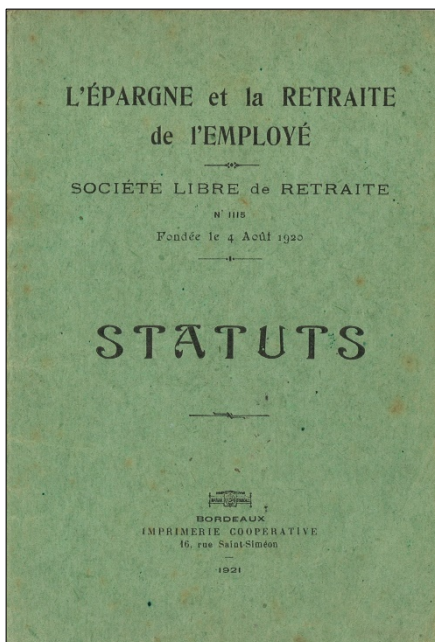 L'ÉPARGNE et la RETRAITE
de l'EMPLOYÉ
SOCIÉTÉ LIBRE de RETRAITE
N° 1115
Fondée le 4 Août 1920
STATUTS
BORDEAUX
IMPRIMERIE COOPERATIVE
16, rue Saint-Siméon
1921